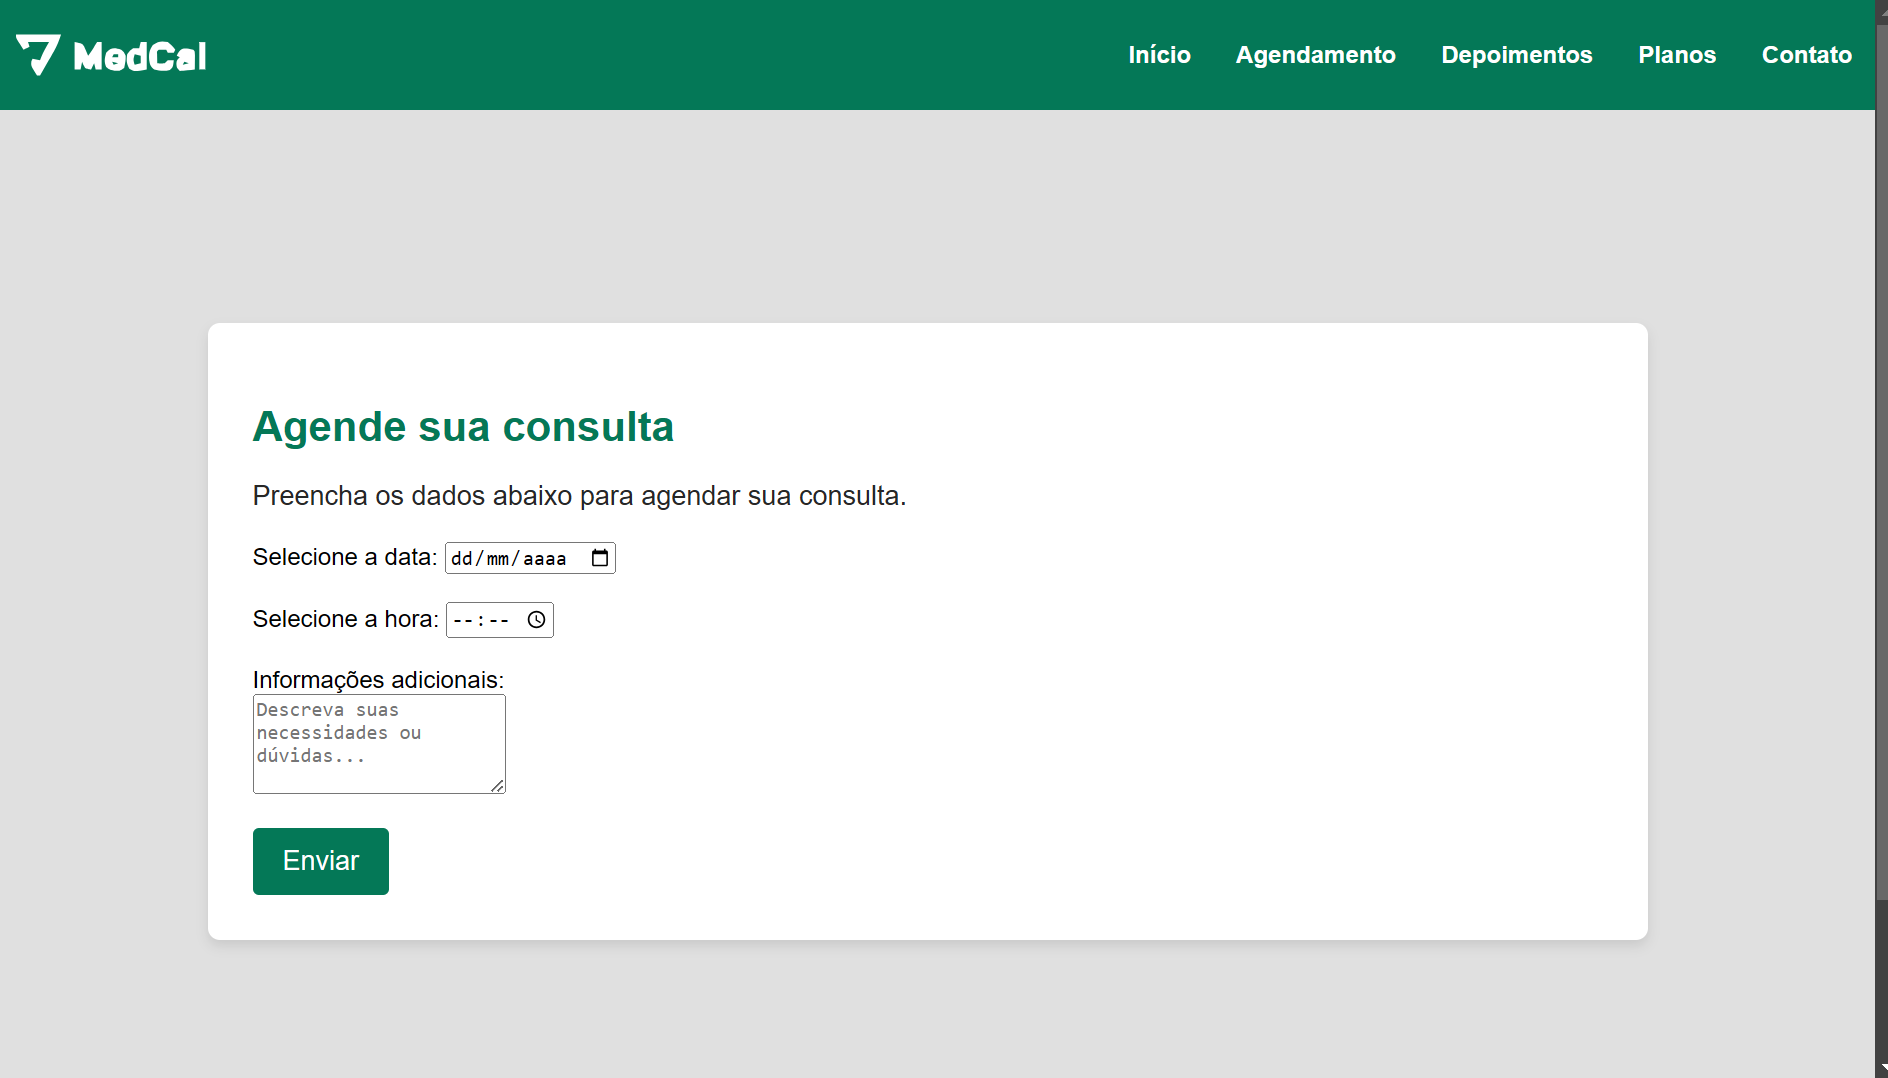 MedCal
Início Agendamento Depoimentos Planos Contato
Agende sua consulta
Preencha os dados abaixo para agendar sua consulta.
Selecione a data: dd/mm/aaaa
Selecione a hora: --:--
Informações adicionais:
Descreva suas
necessidades ou
dúvidas...
Enviar